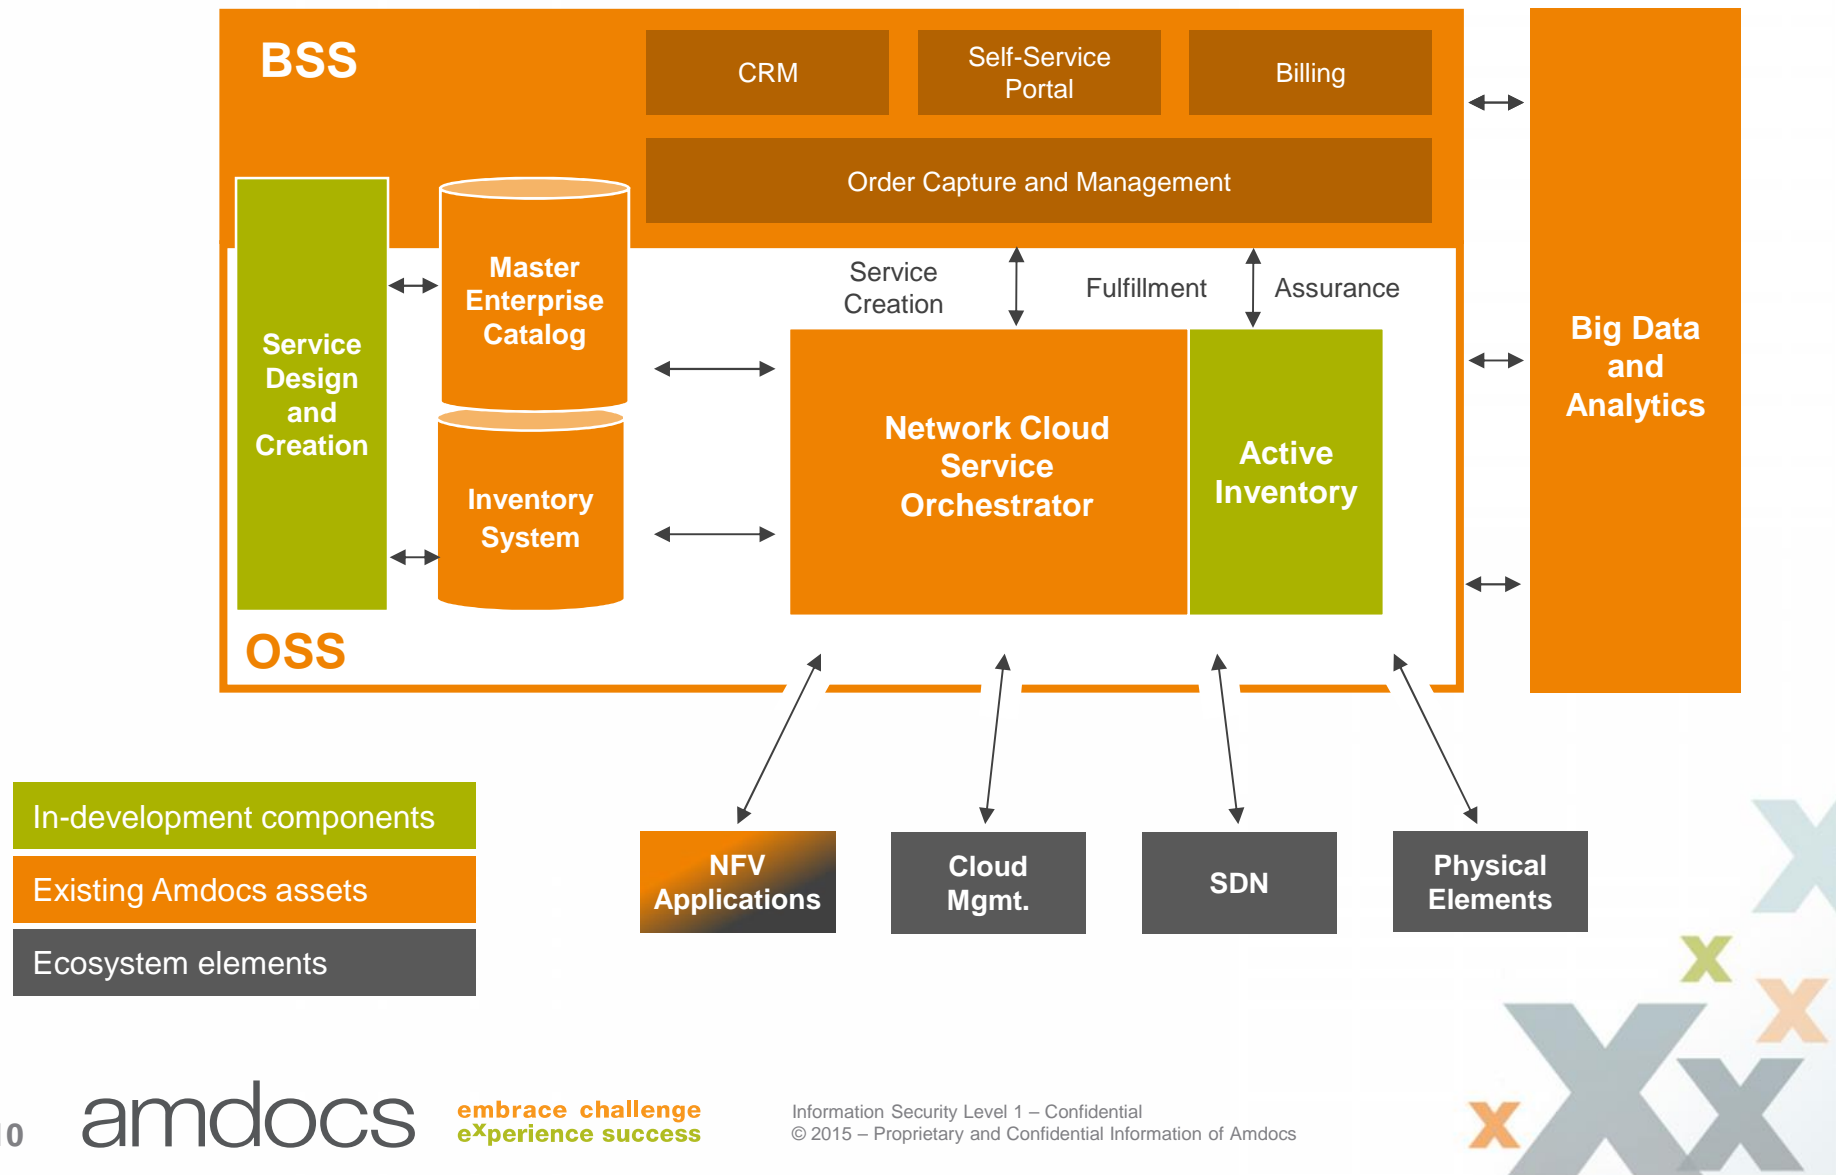 BSS
CRM
Self-Service
Portal
Billing
Order Capture and Management
Service
Design
and
Creation
Master
Enterprise
Catalog
Inventory
System
Service
Creation
Fulfillment
Assurance
Network Cloud
Service
Orchestrator
Active
Inventory
Big Data
and
Analytics
OSS
NFV
Applications
Cloud
Mgmt.
SDN
Physical
Elements
In-development components
Existing Amdocs assets
Ecosystem elements
10
amdocs
embrace challenge
experience success
Information Security Level 1 – Confidential
© 2015 – Proprietary and Confidential Information of Amdocs